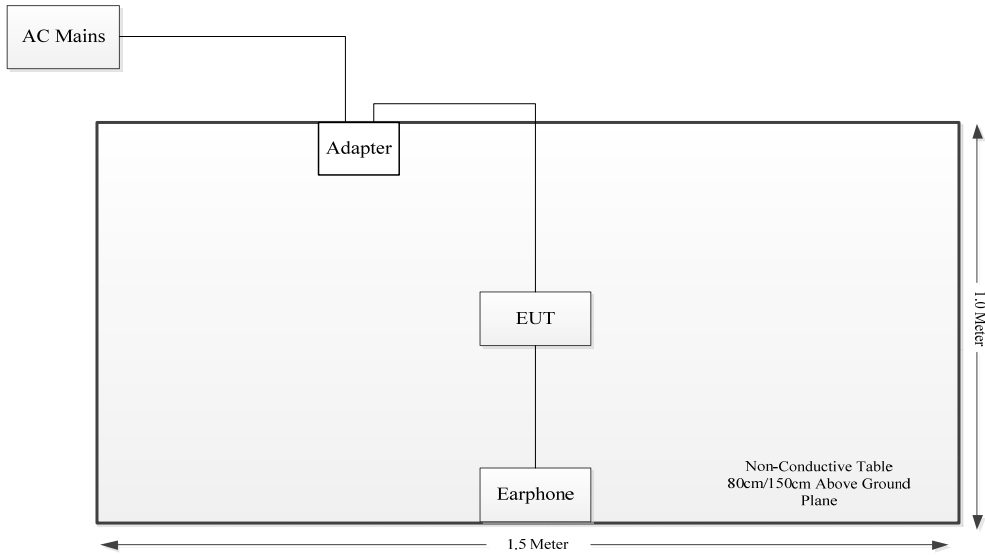 AC Mains
Adapter
EUT
1.0 Meter
Non-Conductive Table
80cm/150cm Above Ground
Plane
Earphone
1.5 Meter